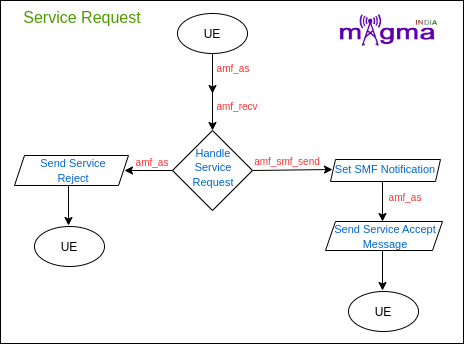 Service Request
INDIA
magma
UE
amf_as
amf_recv
Handle
Service
Request
amf_as
amf_smf_send
Send Service
Reject
Set SMF Notification
amf_as
UE
Send Service Accept
Message
UE